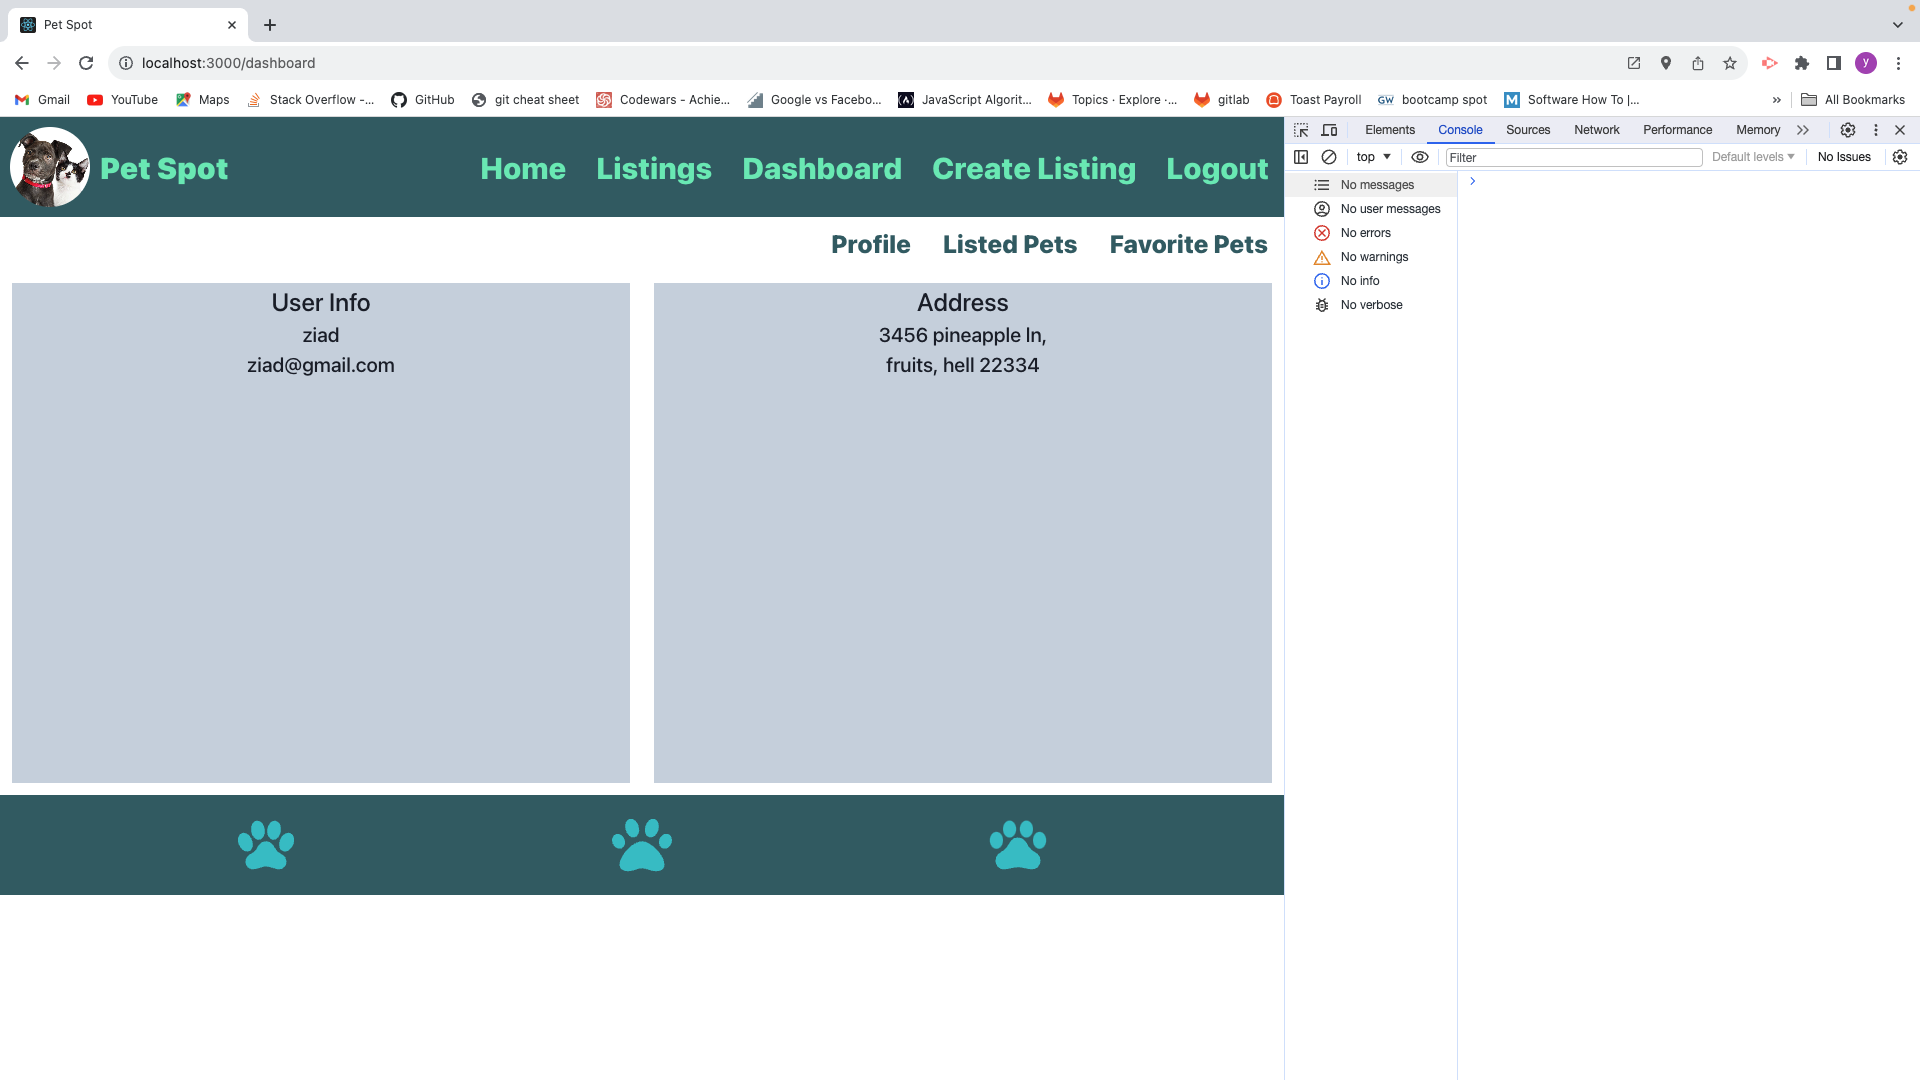 Pet Spot
localhost:3000/dashboard
y
Gmail YouTube Maps Stack Overflow -... GitHub git cheat sheet Codewars - Achie... Google vs Facebo... JavaScript Algorit... Topics · Explore ·... gitlab Toast Payroll GW bootcamp spot M Software How To |... » All Bookmarks
Pet Spot Home Listings Dashboard Create Listing Logout
Profile Listed Pets Favorite Pets
User Info
ziad
ziad@gmail.com
Address
3456 pineapple ln,
fruits, hell 22334
Elements Console Sources Network Performance Memory
top Filter Default levels No Issues
No messages
No user messages
No errors
No warnings
No info
No verbose